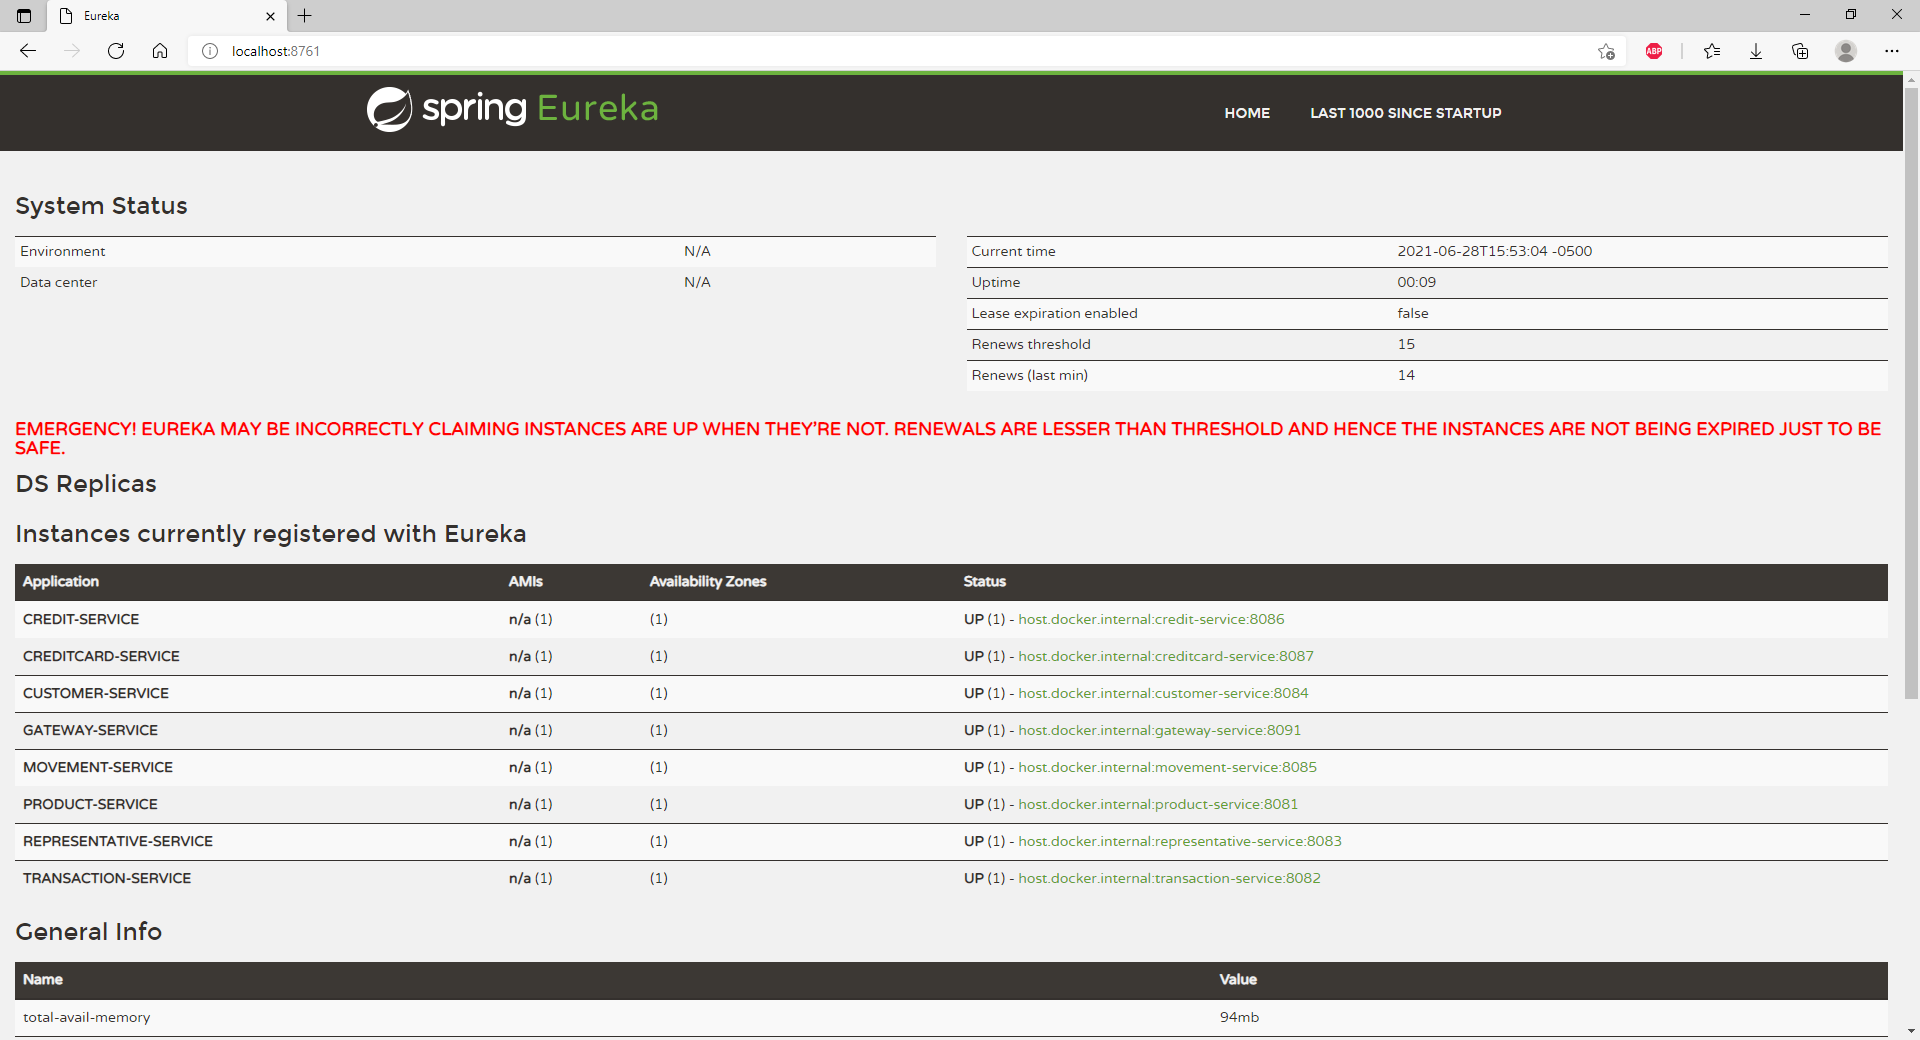 Eureka
localhost:8761
ABP
spring Eureka
HOME LAST 1000 SINCE STARTUP
System Status
Environment N/A
Data center N/A
Current time 2021-06-28T15:53:04 -0500
Uptime 00:09
Lease expiration enabled false
Renews threshold 15
Renews (last min) 14
EMERGENCY! EUREKA MAY BE INCORRECTLY CLAIMING INSTANCES ARE UP WHEN THEY'RE NOT. RENEWALS ARE LESSER THAN THRESHOLD AND HENCE THE INSTANCES ARE NOT BEING EXPIRED JUST TO BE
SAFE.
DS Replicas
Instances currently registered with Eureka
Application AMIs Availability Zones Status
CREDIT-SERVICE n/a (1) (1) UP (1) - host.docker.internal:credit-service:8086
CREDITCARD-SERVICE n/a (1) (1) UP (1) - host.docker.internal:creditcard-service:8087
CUSTOMER-SERVICE n/a (1) (1) UP (1) - host.docker.internal:customer-service:8084
GATEWAY-SERVICE n/a (1) (1) UP (1) - host.docker.internal:gateway-service:8091
MOVEMENT-SERVICE n/a (1) (1) UP (1) - host.docker.internal:movement-service:8085
PRODUCT-SERVICE n/a (1) (1) UP (1) - host.docker.internal:product-service:8081
REPRESENTATIVE-SERVICE n/a (1) (1) UP (1) - host.docker.internal:representative-service:8083
TRANSACTION-SERVICE n/a (1) (1) UP (1) - host.docker.internal:transaction-service:8082
General Info
Name Value
total-avail-memory 94mb